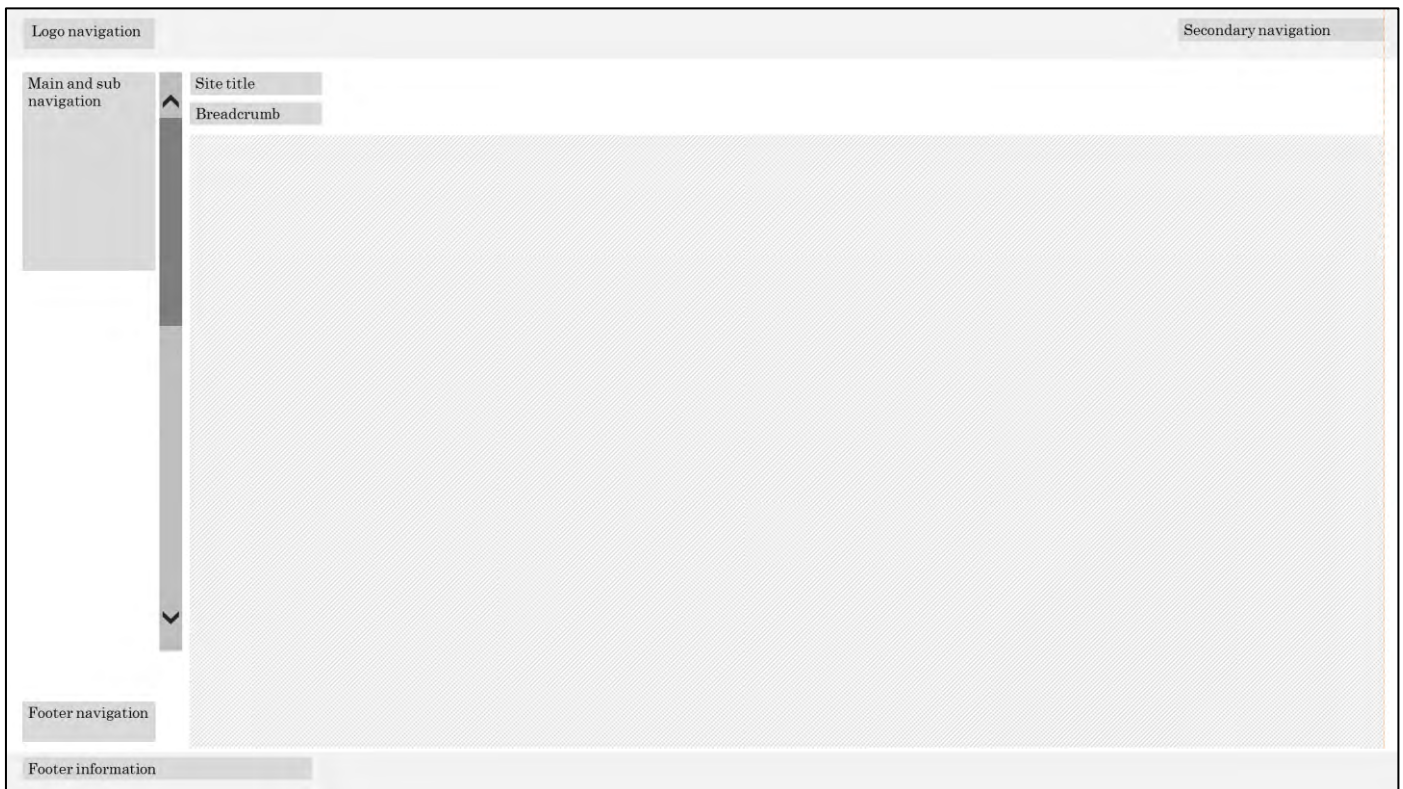 Logo navigation
Secondary navigation
Main and sub
navigation
Site title
Breadcrumb
Footer navigation
Footer information